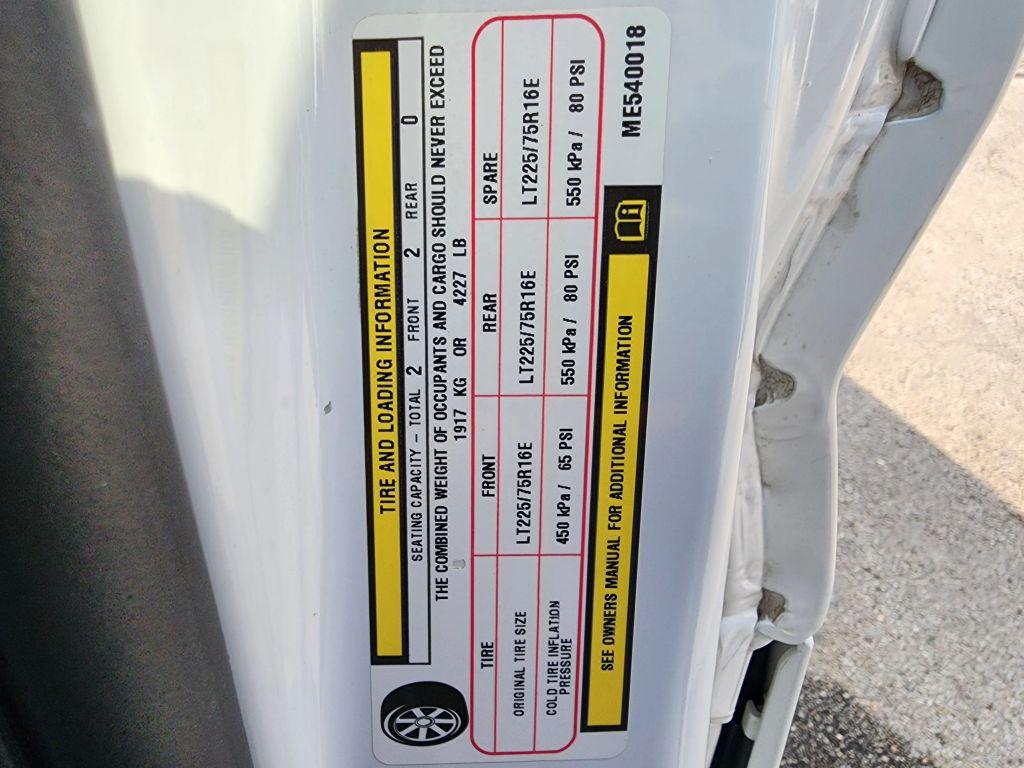 TIRE AND LOADING INFORMATION
SEATING CAPACITY – TOTAL 2 FRONT 2 REAR 0
THE COMBINED WEIGHT OF OCCUPANTS AND CARGO SHOULD NEVER EXCEED
1917 KG OR 4227 LB
TIRE FRONT REAR SPARE
ORIGINAL TIRE SIZE LT225/75R16E LT225/75R16E LT225/75R16E
COLD TIRE INFLATION
PRESSURE 450 kPa / 65 PSI 550 kPa / 80 PSI 550 kPa / 80 PSI
SEE OWNERS MANUAL FOR ADDITIONAL INFORMATION
ME540018